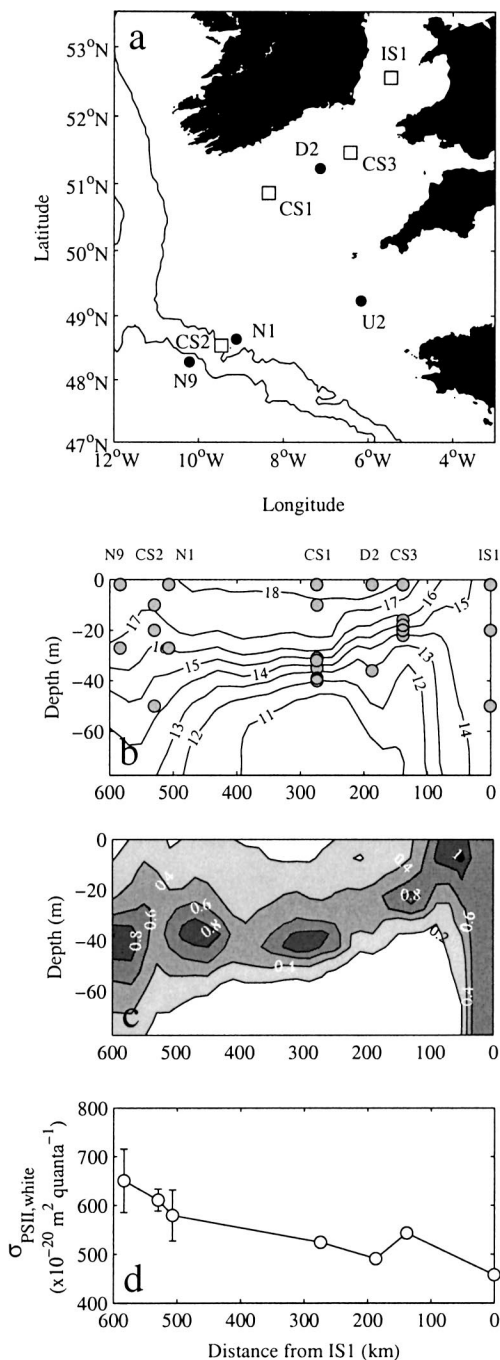 a
53°N
52°N
51°N
50°N
49°N
48°N
47°N
Latitude
IS1
D2
CS3
CS1
U2
CS2
N1
N9
12°W
10°W
8°W
6°W
4°W
Longitude
N9 CS2 N1 CS1 D2 CS3 IS1
0
-20
-40
-60
Depth (m)
18
17
17
16
15
15
14
13
12
11
13
12
14
b
600 500 400 300 200 100 0
0
-20
-40
-60
Depth (m)
0.4
0.6
0.8
0.6
0.8
0.4
0.4
0.8
1
0.6
0.2
0.4
c
600 500 400 300 200 100 0
800
700
600
500
400
σPSII,white
(x10⁻²⁰ m² quanta⁻¹)
d
600 500 400 300 200 100 0
Distance from IS1 (km)